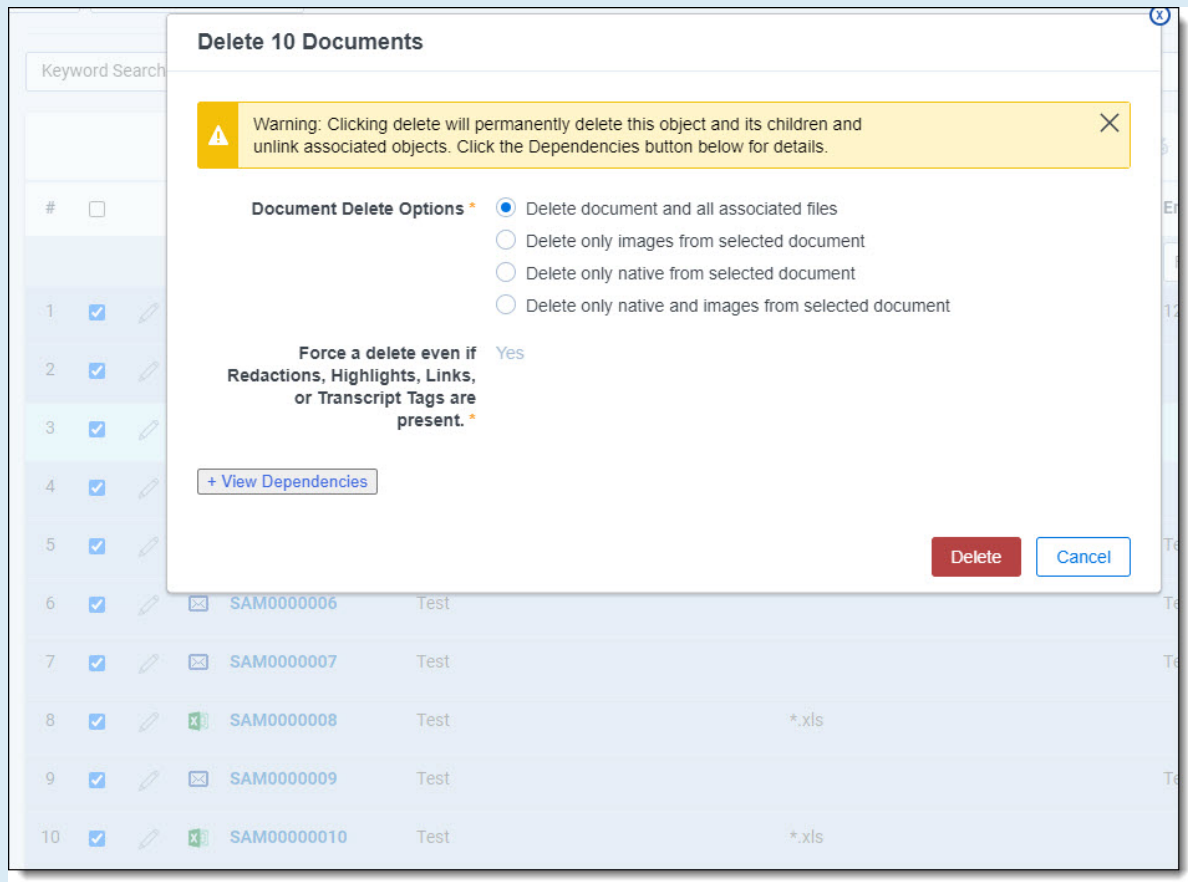 (x)
Delete 10 Documents
Keyword Search
Warning: Clicking delete will permanently delete this object and its children and
unlink associated objects. Click the Dependencies button below for details.
#
Document Delete Options *
Delete document and all associated files
Delete only images from selected document
Delete only native from selected document
Delete only native and images from selected document
1
Force a delete even if
Redactions, Highlights, Links,
or Transcript Tags are
present. *
Yes
2
3
4
+ View Dependencies
5
Delete
Cancel
6 SAM0000006 Test
7 SAM0000007 Test
8 SAM0000008 Test *.xls
9 SAM0000009 Test
10 SAM00000010 Test *.xls